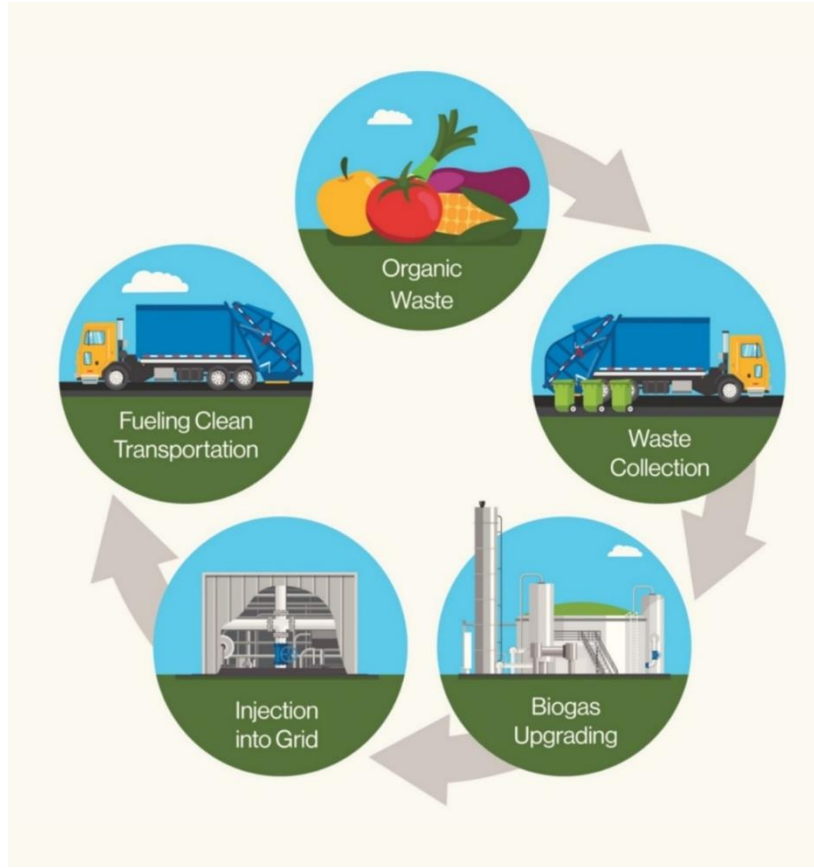 Organic
Waste
Waste
Collection
Biogas
Upgrading
Injection
into Grid
Fueling Clean
Transportation